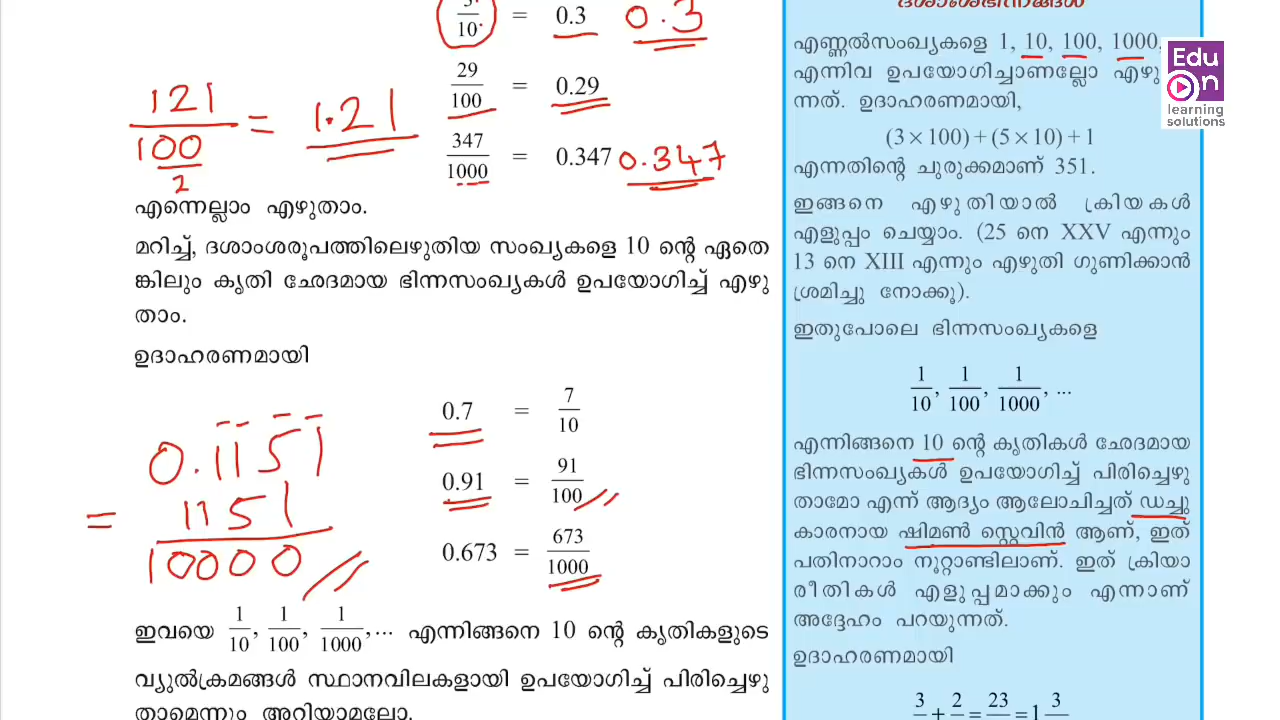 3/10 = 0.3 0.3
29/100 = 0.29
121/100 = 1.21
2
347/1000 = 0.347 0.347
എന്നെല്ലാം എഴുതാം.
മറിച്ച്, ദശാംശരൂപത്തിലെഴുതിയ സംഖ്യകളെ 10 ന്റെ ഏതെ
ങ്കിലും കൃതി ഛേദമായ ഭിന്നസംഖ്യകൾ ഉപയോഗിച്ച് എഴു
താം.
ഉദാഹരണമായി
0.7 = 7/10
0.91 = 91/100
0.673 = 673/1000
0.1151
= 1151/10000
ഇവയെ 1/10, 1/100, 1/1000,... എന്നിങ്ങനെ 10 ന്റെ കൃതികളുടെ
വ്യുൽക്രമങ്ങൾ സ്ഥാനവിലകളായി ഉപയോഗിച്ച് പിരിച്ചെഴു
താമെന്നും അറിയാമല്ലോ.
ദശാംശഭിന്നങ്ങൾ
എണ്ണൽസംഖ്യകളെ 1, 10, 100, 1000,
എന്നിവ ഉപയോഗിച്ചാണല്ലോ എഴു
ന്നത്. ഉദാഹരണമായി,
(3 × 100) + (5 × 10) + 1
എന്നതിന്റെ ചുരുക്കമാണ് 351.
ഇങ്ങനെ എഴുതിയാൽ ക്രിയകൾ
എളുപ്പം ചെയ്യാം. (25 നെ XXV എന്നും
13 നെ XIII എന്നും എഴുതി ഗുണിക്കാൻ
ശ്രമിച്ചു നോക്കൂ).
ഇതുപോലെ ഭിന്നസംഖ്യകളെ
1/10, 1/100, 1/1000, ...
എന്നിങ്ങനെ 10 ന്റെ കൃതികൾ ഛേദമായ
ഭിന്നസംഖ്യകൾ ഉപയോഗിച്ച് പിരിച്ചെഴു
താമോ എന്ന് ആദ്യം ആലോചിച്ചത് ഡച്ചു
കാരനായ ഷിമൺ സ്റ്റെവിൻ ആണ്, ഇത്
പതിനാറാം നൂറ്റാണ്ടിലാണ്. ഇത് ക്രിയാ
രീതികൾ എളുപ്പമാക്കും എന്നാണ്
അദ്ദേഹം പറയുന്നത്.
ഉദാഹരണമായി
Edu
On
learning
solutions